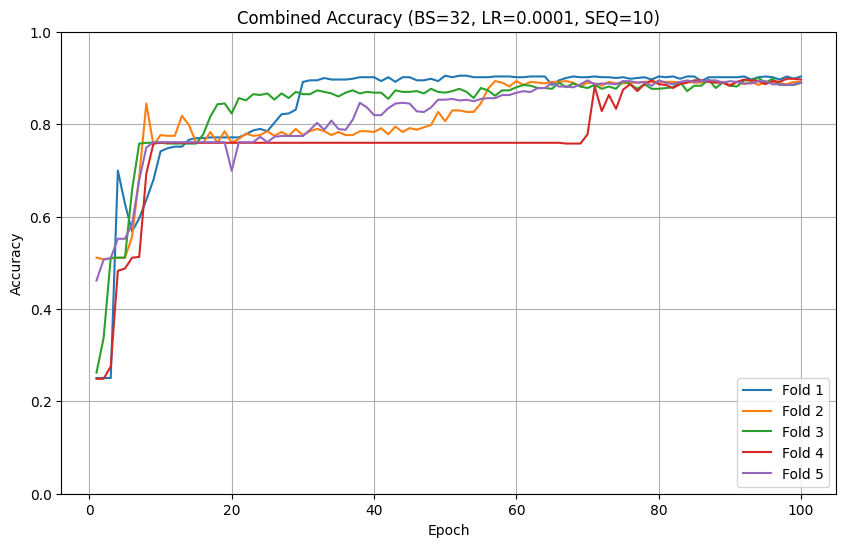 Combined Accuracy (BS=32, LR=0.0001, SEQ=10)
1.0
0.8
0.6
0.4
0.2
0.0
Accuracy
0 20 40 60 80 100
Epoch
Fold 1
Fold 2
Fold 3
Fold 4
Fold 5